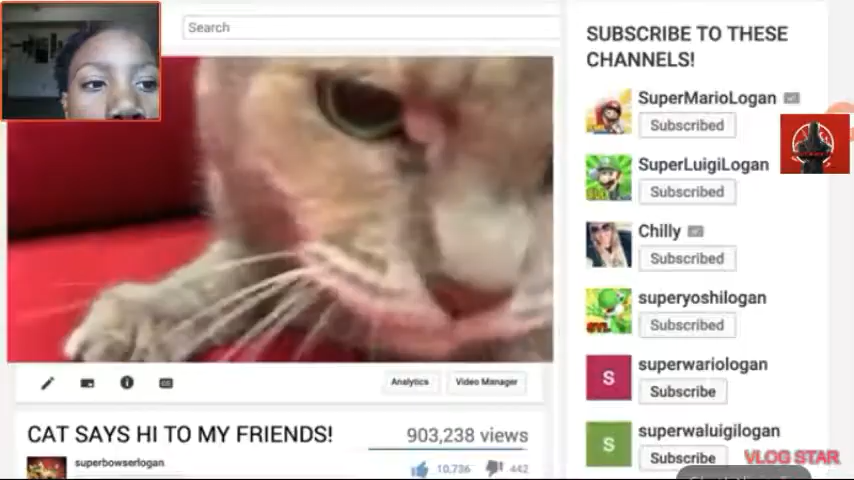 Search
SUBSCRIBE TO THESE
CHANNELS!
SuperMarioLogan
Subscribed
SuperLuigiLogan
Subscribed
Chilly
Subscribed
superyoshilogan
SYL
Subscribed
S
superwariologan
Subscribe
S
superwaluigilogan
Subscribe
Analytics
Video Manager
CAT SAYS HI TO MY FRIENDS!
903,238 views
superbowserlogan
10,736
442
VLOG STAR